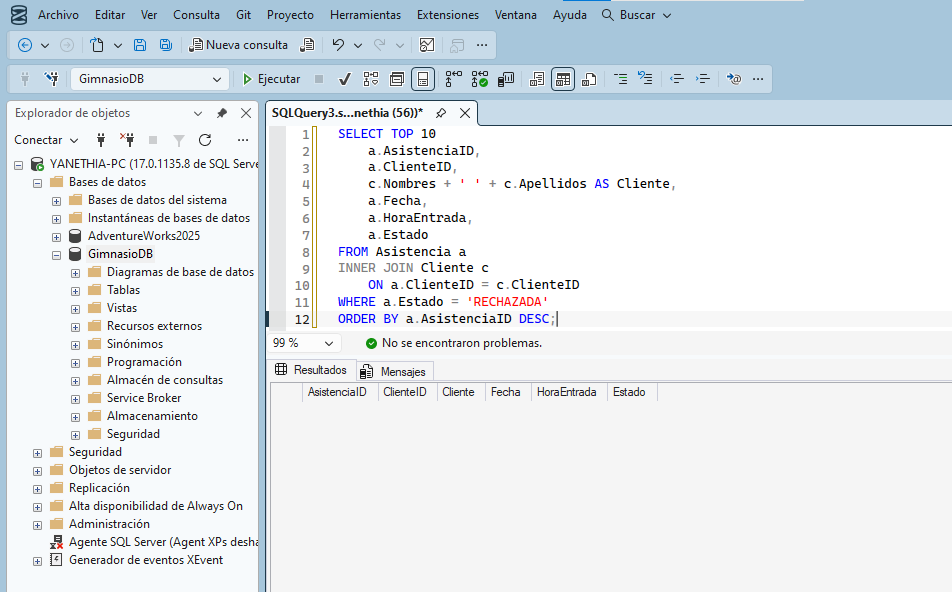 Archivo Editar Ver Consulta Git Proyecto Herramientas Extensiones Ventana Ayuda Buscar
Nueva consulta
GimnasioDB Ejecutar
Explorador de objetos
Conectar
YANETHIA-PC (17.0.1135.8 de SQL Serve
Bases de datos
Bases de datos del sistema
Instantáneas de bases de datos
AdventureWorks2025
GimnasioDB
Diagramas de base de datos
Tablas
Vistas
Recursos externos
Sinónimos
Programación
Almacén de consultas
Service Broker
Almacenamiento
Seguridad
Seguridad
Objetos de servidor
Replicación
Alta disponibilidad de Always On
Administración
Agente SQL Server (Agent XPs desha
Generador de eventos XEvent
SQLQuery3.s...nethia (56))*
1 SELECT TOP 10
2 a.AsistenciaID,
3 a.ClienteID,
4 c.Nombres + ' ' + c.Apellidos AS Cliente,
5 a.Fecha,
6 a.HoraEntrada,
7 a.Estado
8 FROM Asistencia a
9 INNER JOIN Cliente c
10 ON a.ClienteID = c.ClienteID
11 WHERE a.Estado = 'RECHAZADA'
12 ORDER BY a.AsistenciaID DESC;
99 % No se encontraron problemas.
Resultados Mensajes
AsistenciaID ClienteID Cliente Fecha HoraEntrada Estado